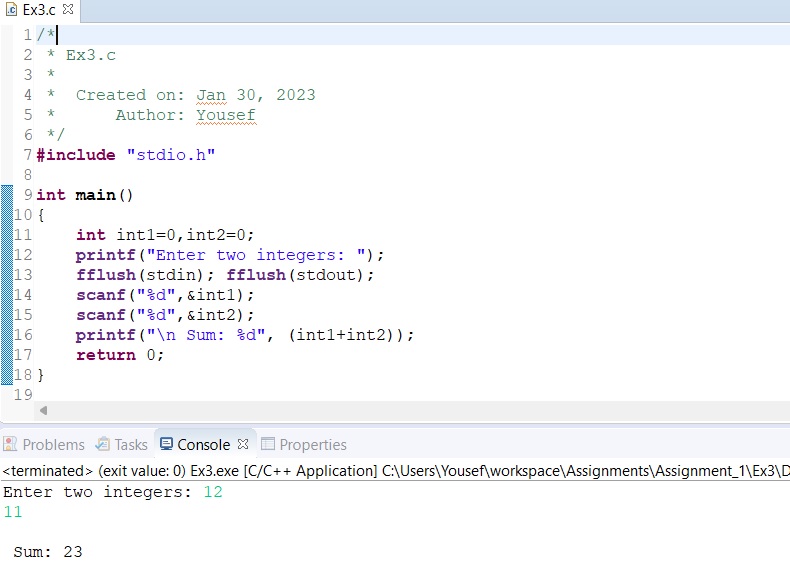 Ex3.c
1 /*
2  * Ex3.c
3  *
4  *  Created on: Jan 30, 2023
5  *      Author: Yousef
6  */
7 #include "stdio.h"
8
9 int main()
10 {
11     int int1=0,int2=0;
12     printf("Enter two integers: ");
13     fflush(stdin); fflush(stdout);
14     scanf("%d",&int1);
15     scanf("%d",&int2);
16     printf("\n Sum: %d", (int1+int2));
17     return 0;
18 }
19
Problems Tasks Console Properties
<terminated> (exit value: 0) Ex3.exe [C/C++ Application] C:\Users\Yousef\workspace\Assignments\Assignment_1\Ex3\D
Enter two integers: 12
11
 Sum: 23